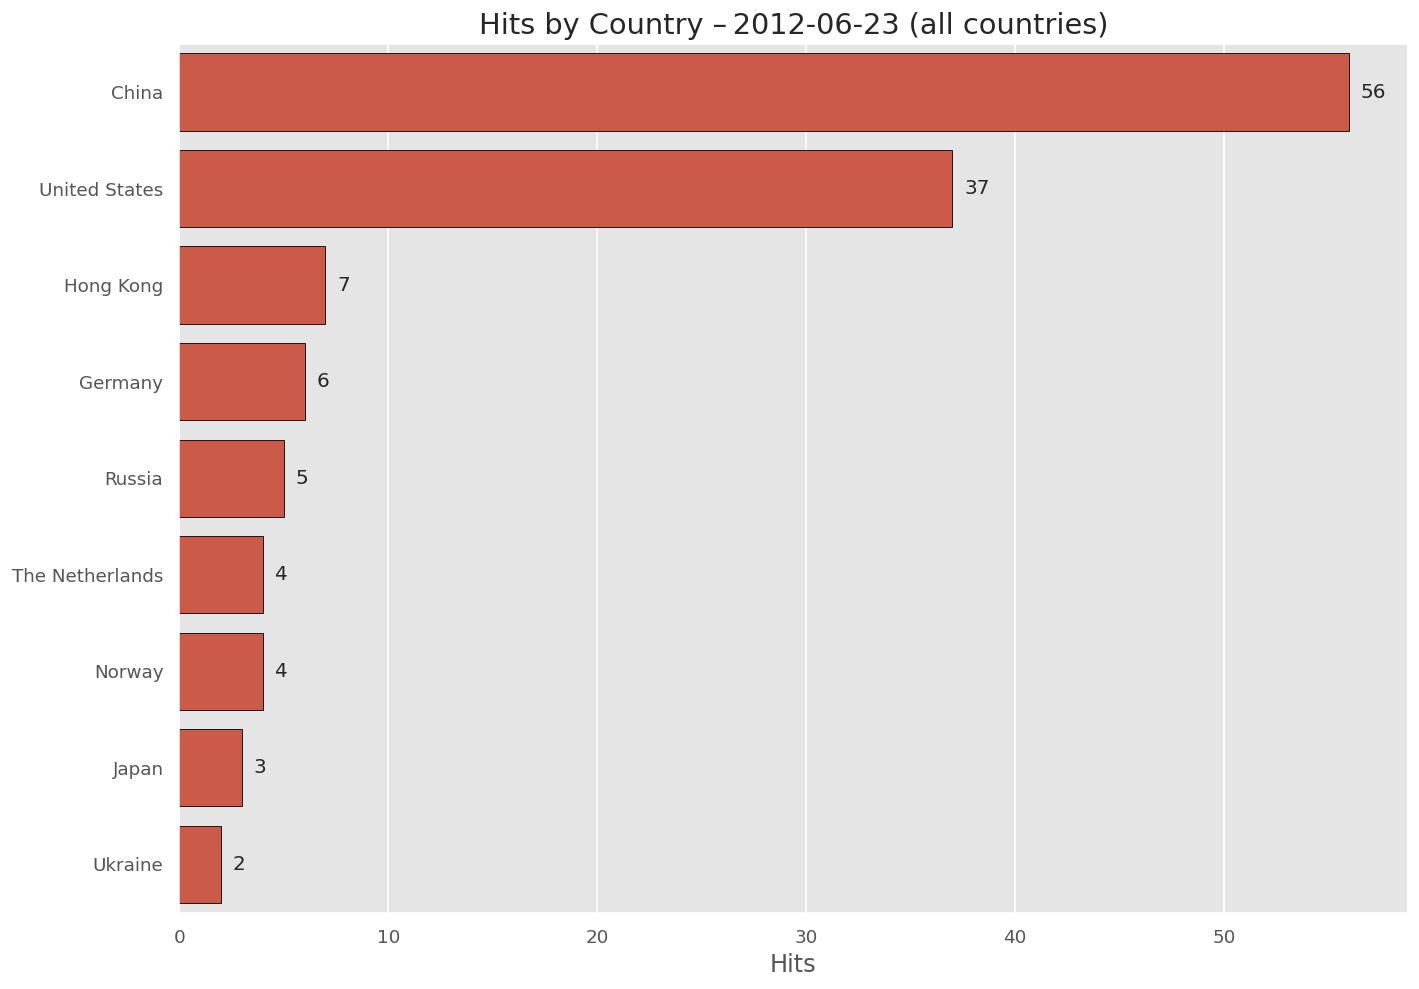 Hits by Country – 2012-06-23 (all countries)
China 56
United States 37
Hong Kong 7
Germany 6
Russia 5
The Netherlands 4
Norway 4
Japan 3
Ukraine 2
0 10 20 30 40 50
Hits